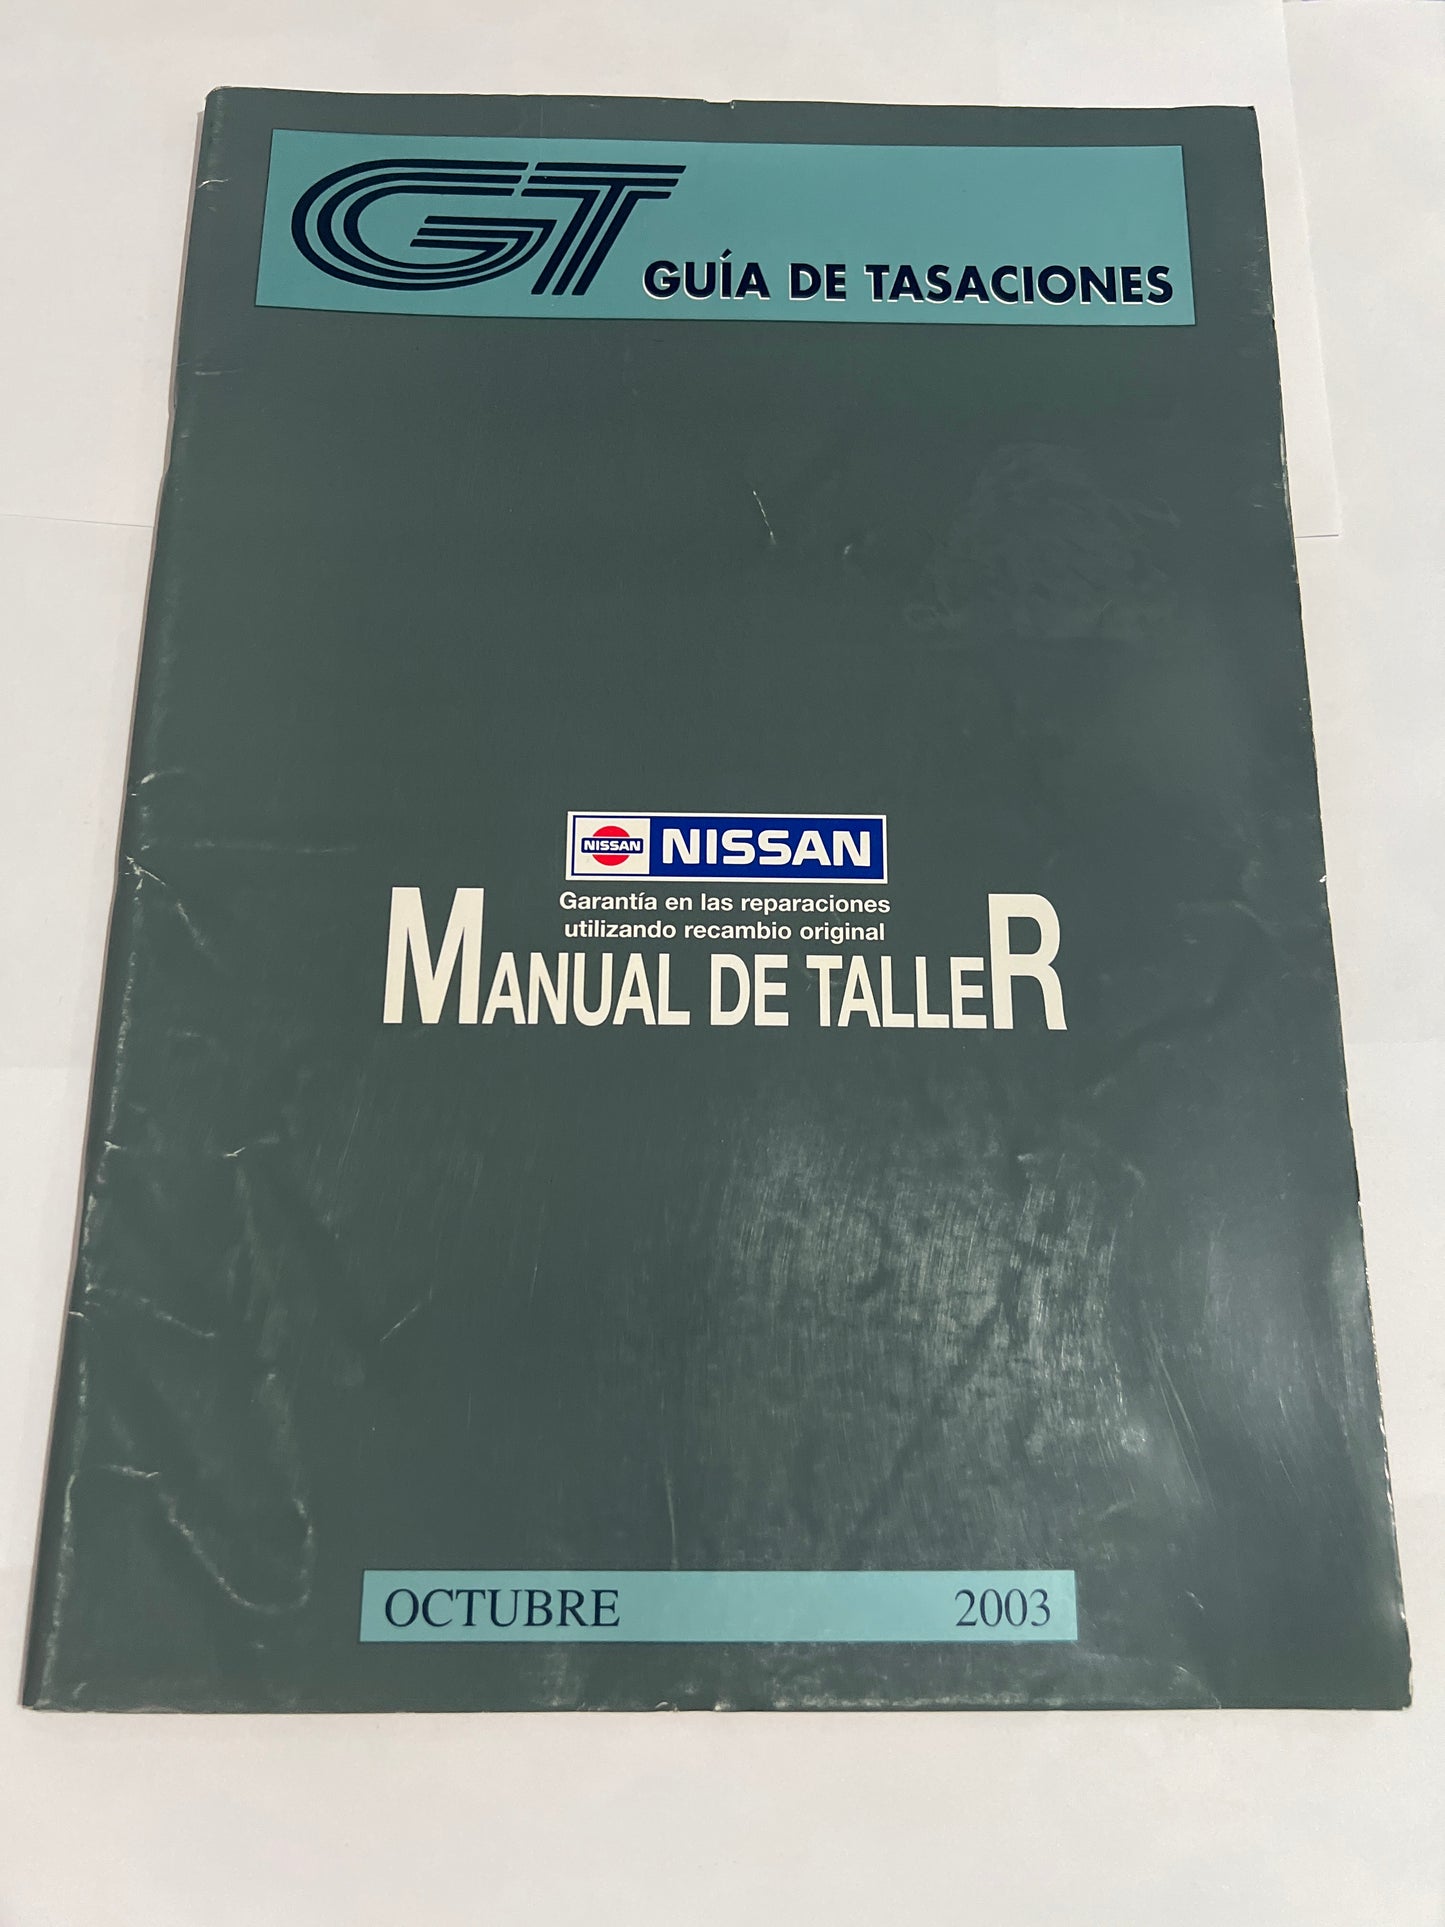 GT GUÍA DE TASACIONES
NISSAN NISSAN
Garantía en las reparaciones
utilizando recambio original
MANUAL DE TALLER
OCTUBRE 2003